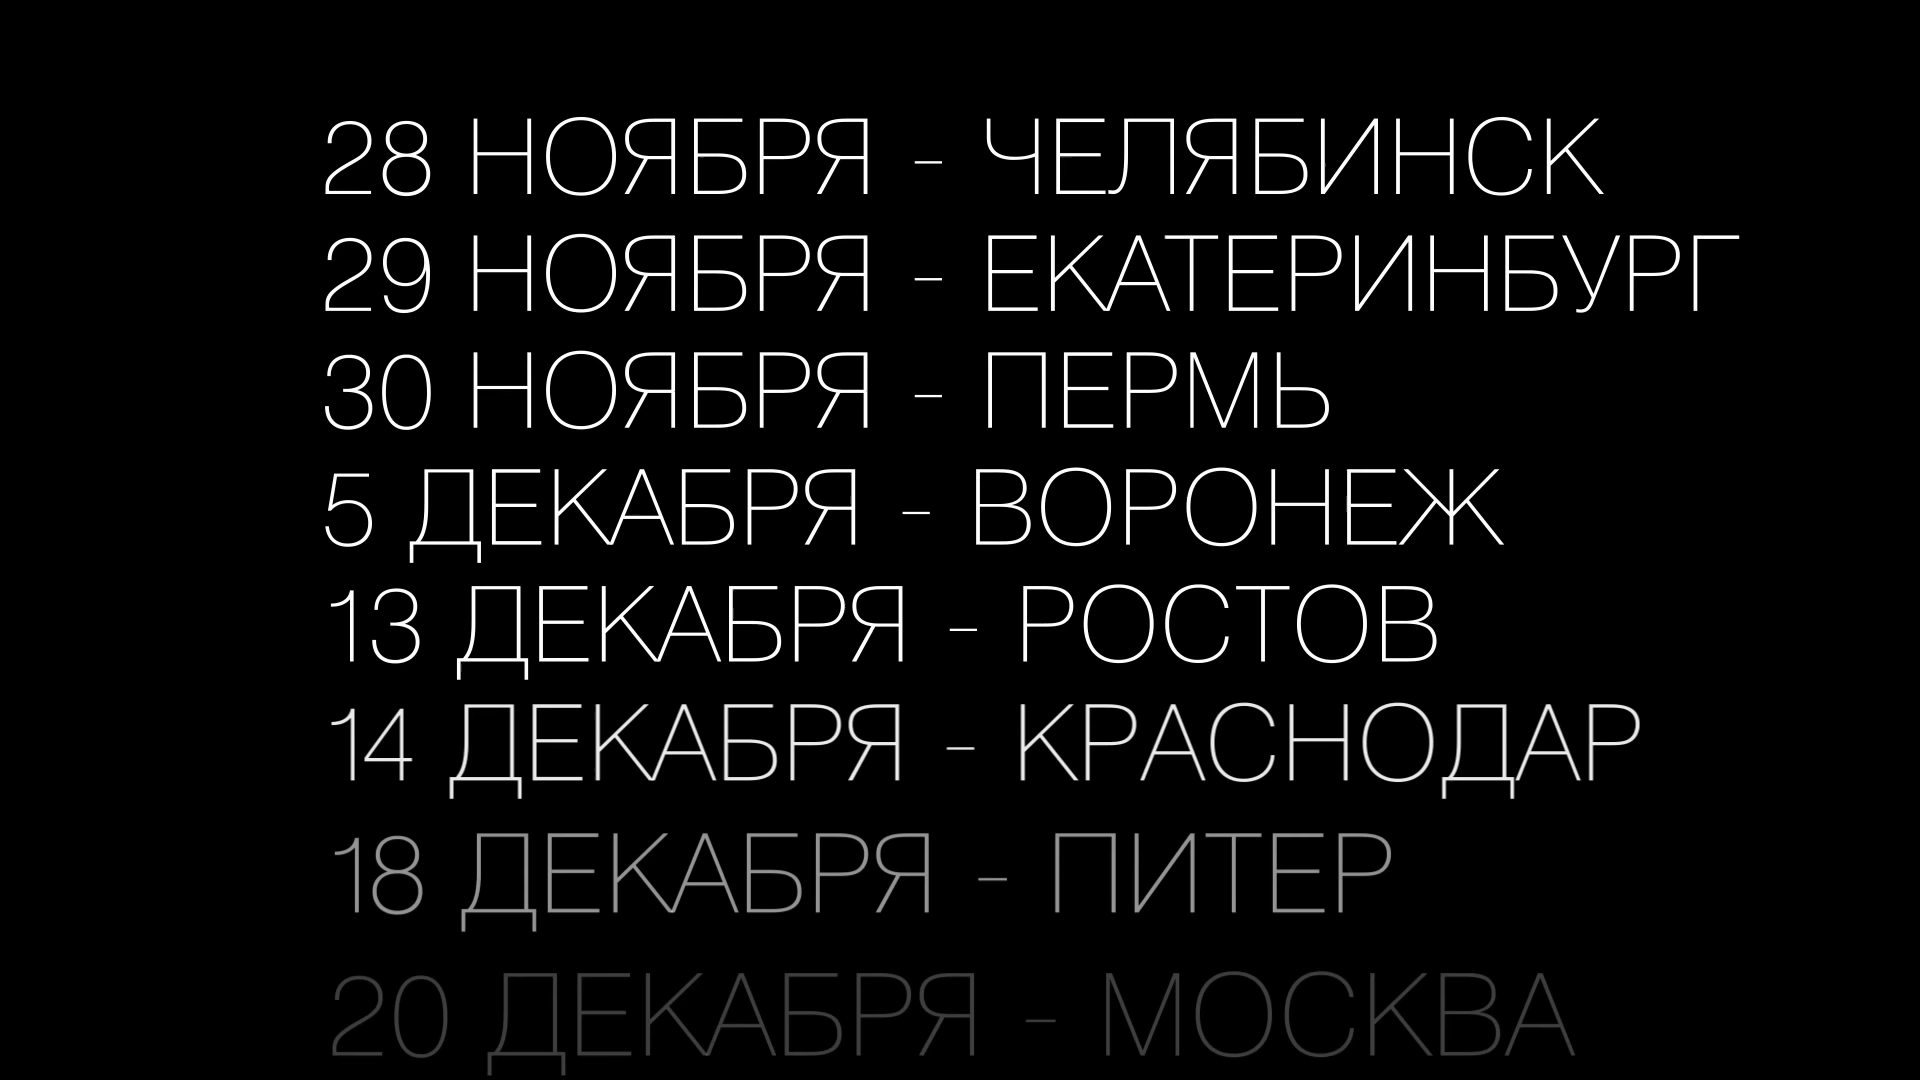 28 НОЯБРЯ - ЧЕЛЯБИНСК
29 НОЯБРЯ - ЕКАТЕРИНБУРГ
30 НОЯБРЯ - ПЕРМЬ
5 ДЕКАБРЯ - ВОРОНЕЖ
13 ДЕКАБРЯ - РОСТОВ
14 ДЕКАБРЯ - КРАСНОДАР
18 ДЕКАБРЯ - ПИТЕР
20 ДЕКАБРЯ - МОСКВА